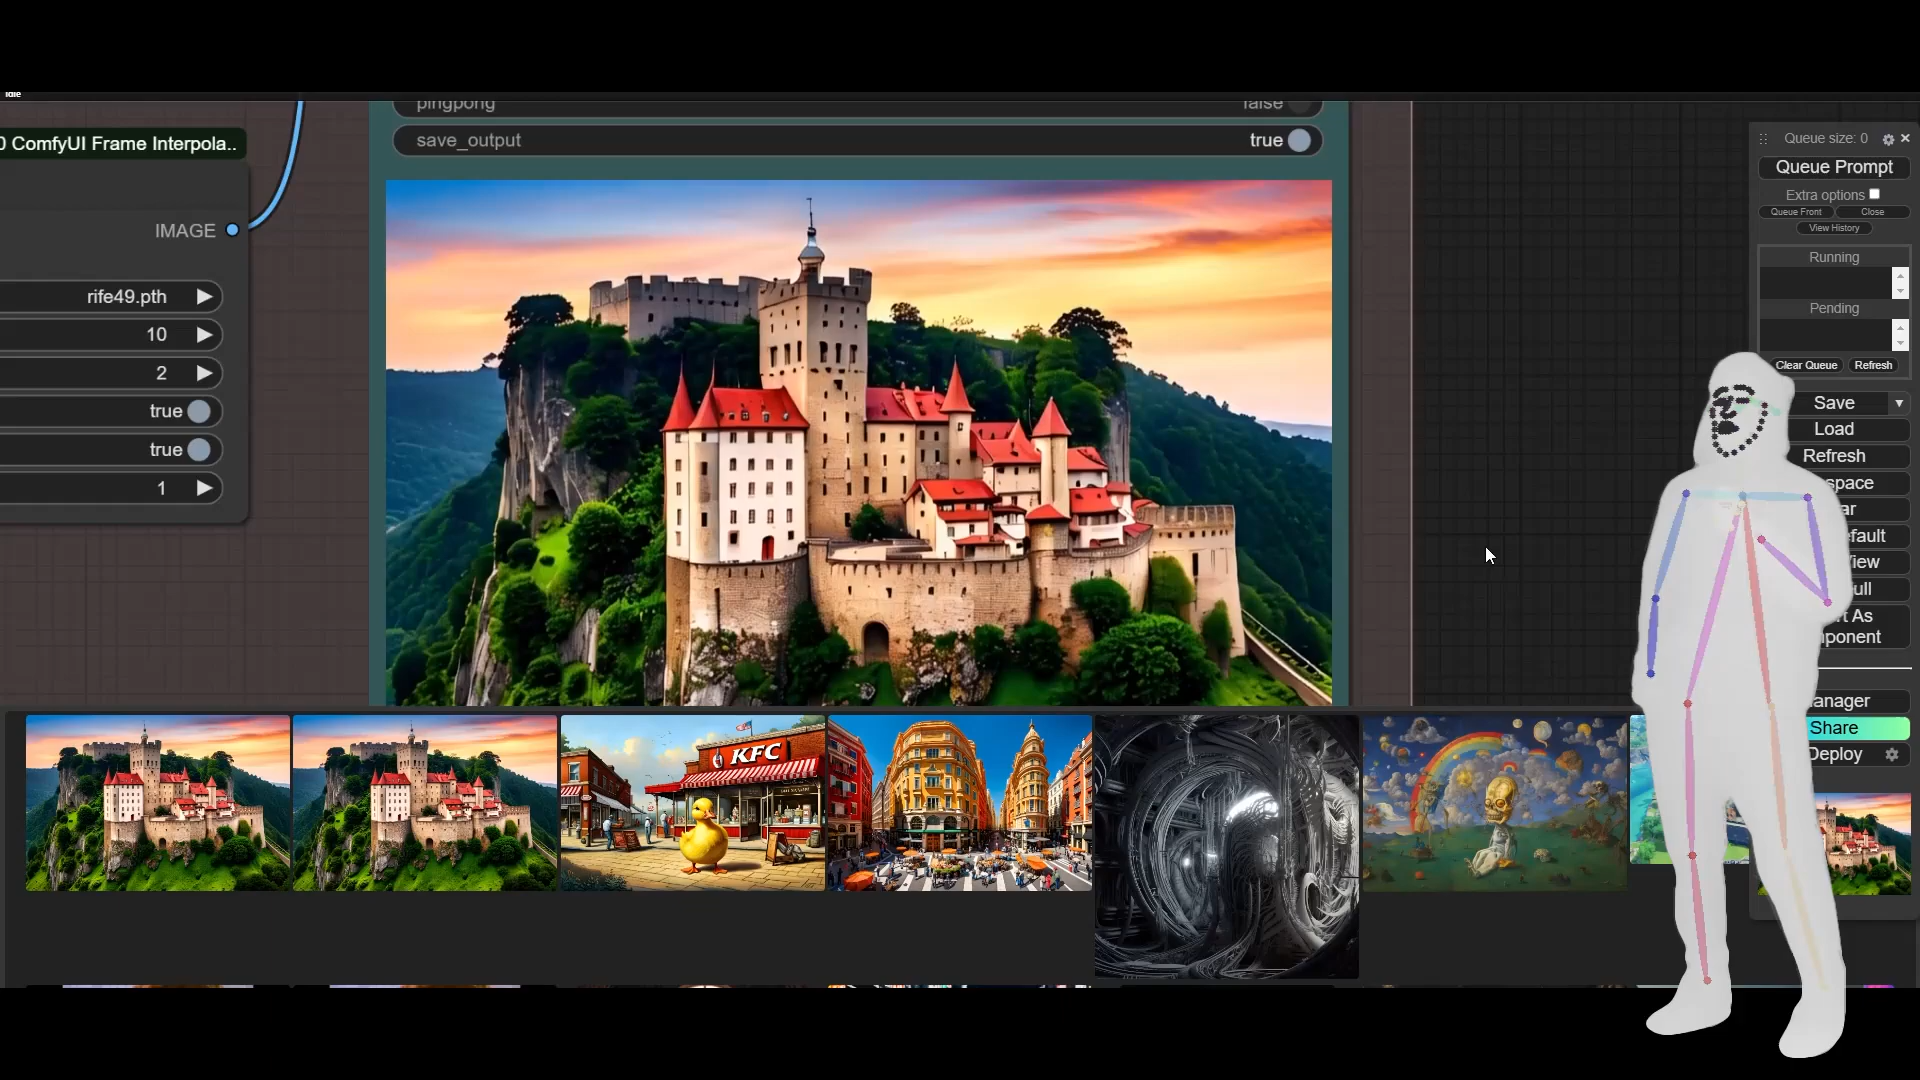 Idle
pingpong false
save_output true
ComfyUI Frame Interpola..
IMAGE
rife49.pth
10
2
true
true
1
Queue size: 0
Queue Prompt
Extra options
Queue Front Close
View History
Running
Pending
Clear Queue Refresh
Save
Load
Refresh
space
ar
efault
iew
ull
t As
ponent
anager
Share
Deploy
KFC